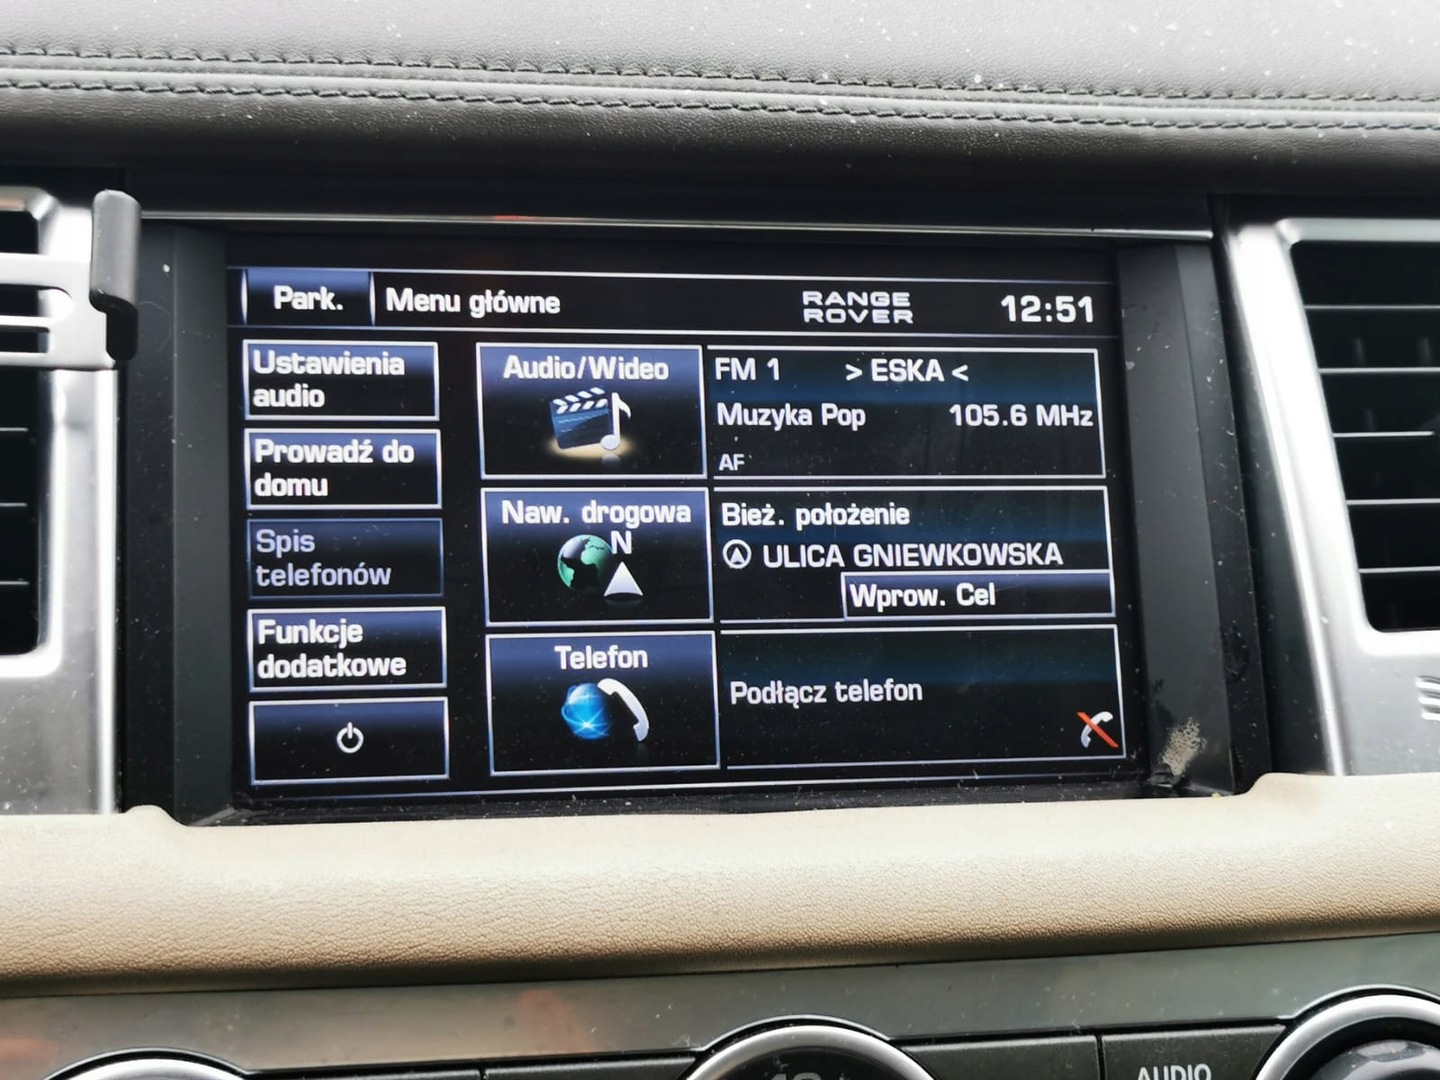 Park.
Menu główne
RANGE
ROVER
12:51
Ustawienia
audio
Prowadź do
domu
Spis
telefonów
Funkcje
dodatkowe
Audio/Wideo
FM 1 > ESKA <
Muzyka Pop 105.6 MHz
AF
Naw. drogowa
N
Bież. położenie
ULICA GNIEWKOWSKA
Wprow. Cel
Telefon
Podłącz telefon
AUDIO